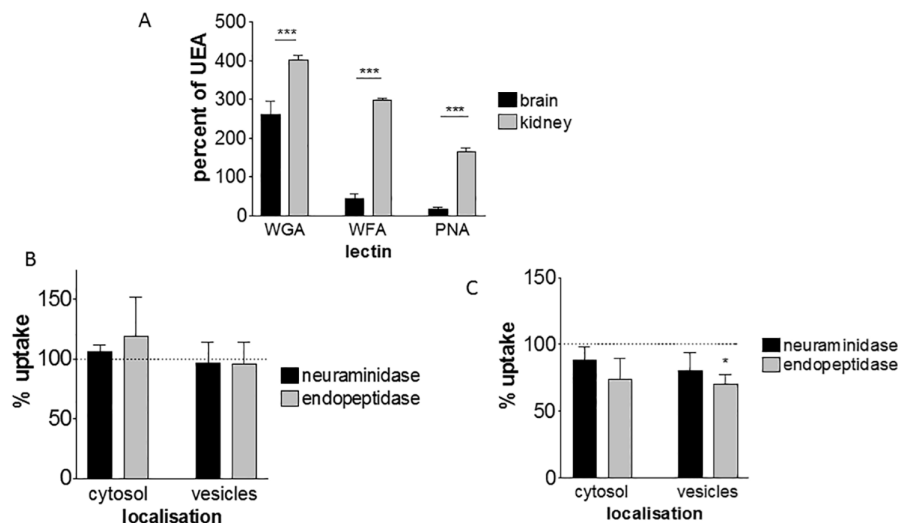 A
percent of UEA
500
400
300
200
100
0
***
***
***
brain
kidney
WGA WFA PNA
lectin
B
% uptake
150
100
50
0
neuraminidase
endopeptidase
cytosol vesicles
localisation
C
% uptake
150
100
50
0
*
neuraminidase
endopeptidase
cytosol vesicles
localisation